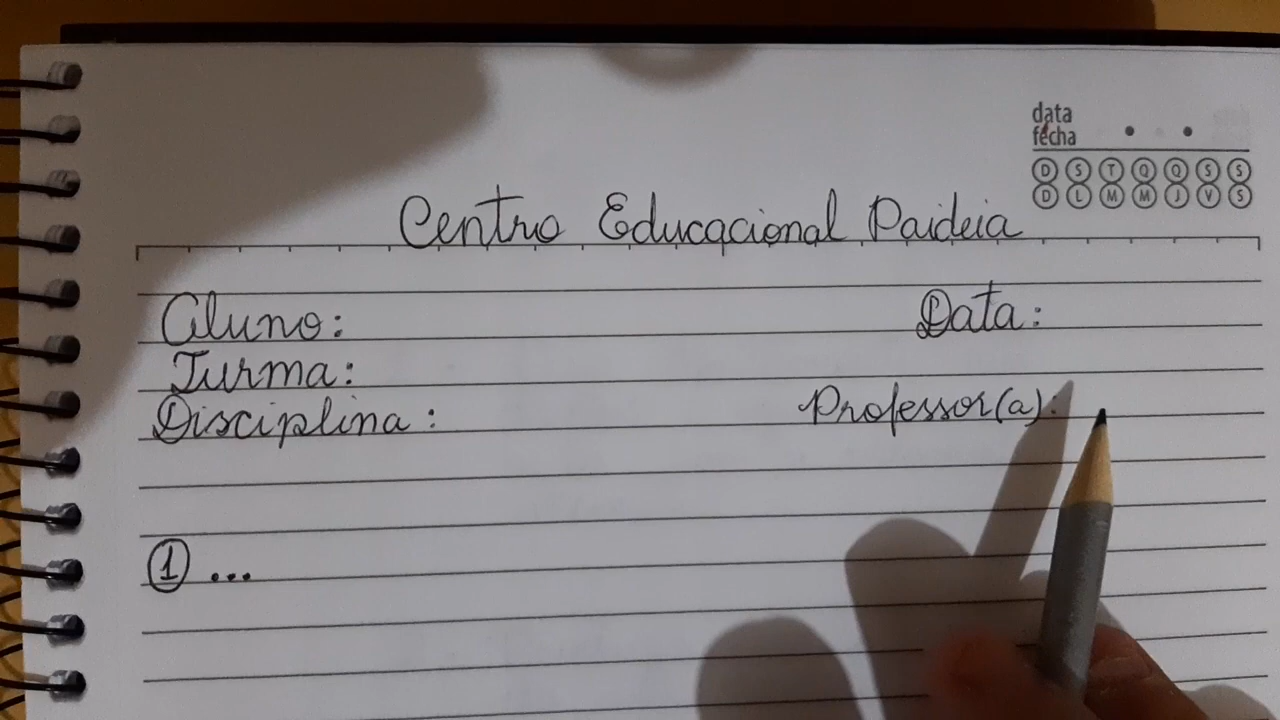 data
fecha
D S T Q Q S S
D L M M J V S
Centro Educacional Paideia
Aluno: Data:
Turma:
Disciplina: Professor(a):
1 ...